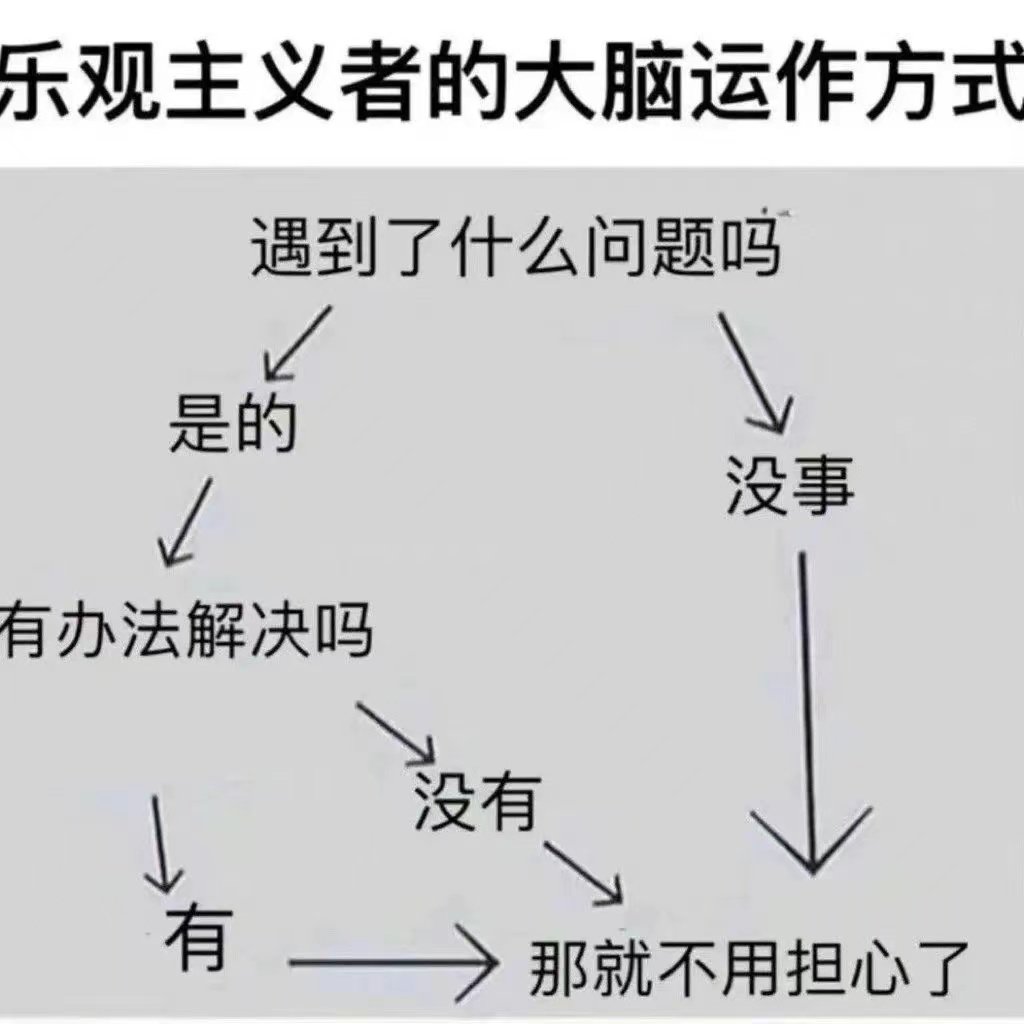 乐观主义者的大脑运作方式
遇到了什么问题吗
是的
没事
有办法解决吗
没有
有
那就不用担心了